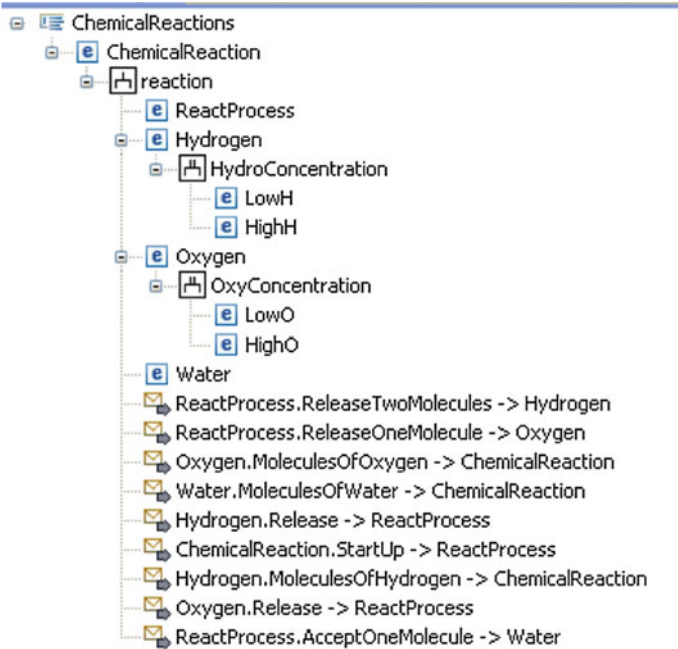 ChemicalReactions
e ChemicalReaction
reaction
e ReactProcess
e Hydrogen
HydroConcentration
e LowH
e HighH
e Oxygen
OxyConcentration
e LowO
e HighO
e Water
ReactProcess.ReleaseTwoMolecules -> Hydrogen
ReactProcess.ReleaseOneMolecule -> Oxygen
Oxygen.MoleculesOfOxygen -> ChemicalReaction
Water.MoleculesOfWater -> ChemicalReaction
Hydrogen.Release -> ReactProcess
ChemicalReaction.StartUp -> ReactProcess
Hydrogen.MoleculesOfHydrogen -> ChemicalReaction
Oxygen.Release -> ReactProcess
ReactProcess.AcceptOneMolecule -> Water